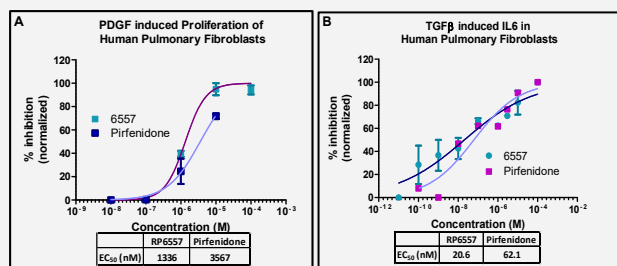 A
PDGF induced Proliferation of
Human Pulmonary Fibroblasts
% inhibition
(normalized)
120
100
80
60
40
20
0
6557
Pirfenidone
10⁻⁹ 10⁻⁸ 10⁻⁷ 10⁻⁶ 10⁻⁵ 10⁻⁴ 10⁻³
Concentration (M)
RP6557 Pirfenidone
EC₅₀ (nM) 1336 3567
B
TGFβ induced IL6 in
Human Pulmonary Fibroblasts
% inhibition
(normalized)
120
100
80
60
40
20
0
6557
Pirfenidone
10⁻¹² 10⁻¹⁰ 10⁻⁸ 10⁻⁶ 10⁻⁴ 10⁻²
Concentration (M)
RP6557 Pirfenidone
EC₅₀ (nM) 20.6 62.1